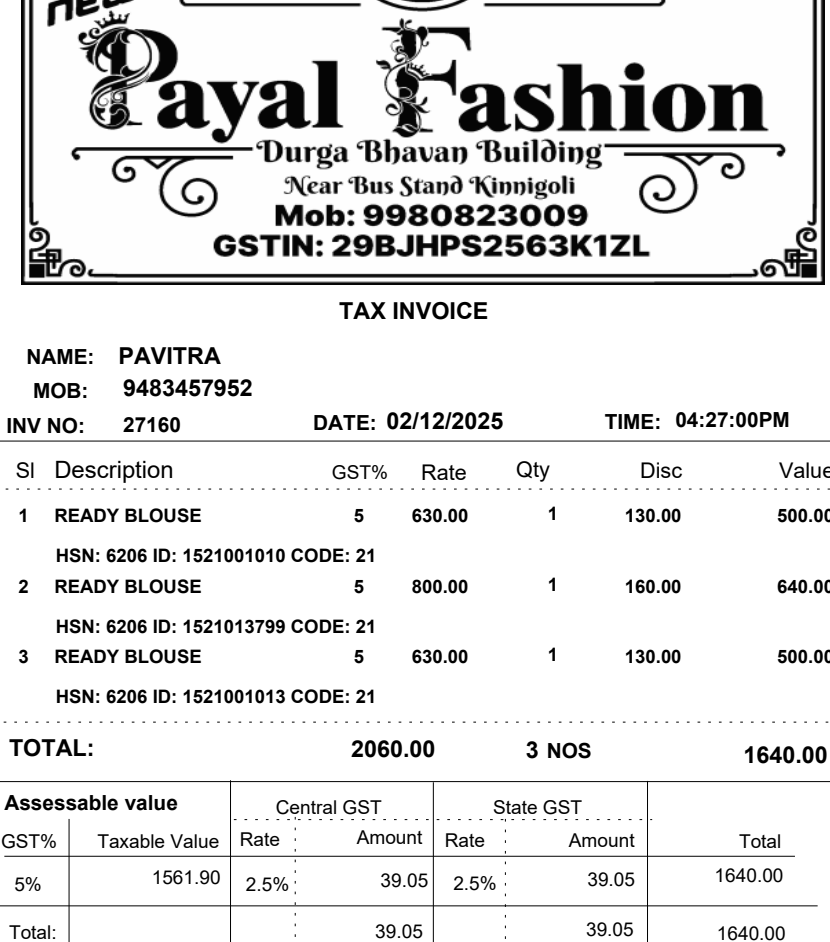 new
Payal Fashion
Durga Bhavan Building
Near Bus Stand Kinnigoli
Mob: 9980823009
GSTIN: 29BJHPS2563K1ZL
TAX INVOICE
NAME: PAVITRA
MOB: 9483457952
INV NO: 27160 DATE: 02/12/2025 TIME: 04:27:00PM
Sl Description GST% Rate Qty Disc Value
1 READY BLOUSE 5 630.00 1 130.00 500.00
HSN: 6206 ID: 1521001010 CODE: 21
2 READY BLOUSE 5 800.00 1 160.00 640.00
HSN: 6206 ID: 1521013799 CODE: 21
3 READY BLOUSE 5 630.00 1 130.00 500.00
HSN: 6206 ID: 1521001013 CODE: 21
TOTAL: 2060.00 3 NOS 1640.00
Assessable value Central GST State GST
GST% Taxable Value Rate Amount Rate Amount Total
5% 1561.90 2.5% 39.05 2.5% 39.05 1640.00
Total: 39.05 39.05 1640.00